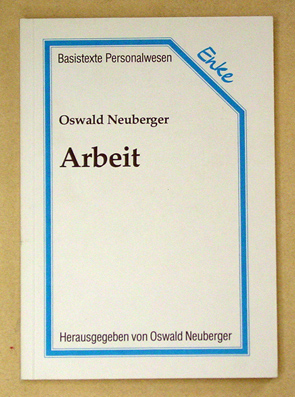 Basistexte Personalwesen
Enke
Oswald Neuberger
Arbeit
Herausgegeben von Oswald Neuberger